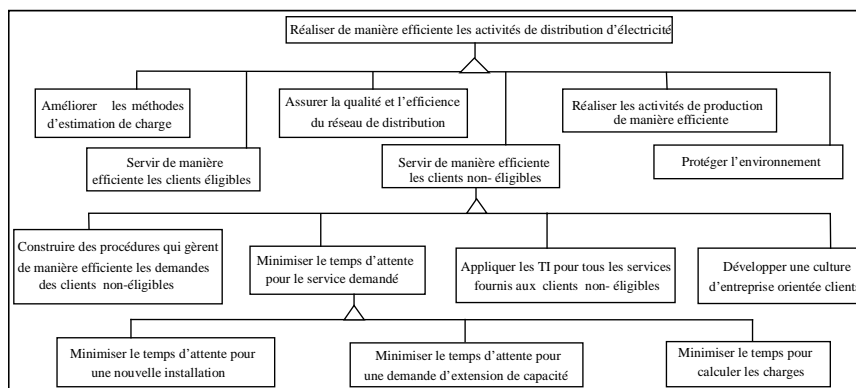 Réaliser de manière efficiente les activités de distribution d'électricité
Améliorer les méthodes
d'estimation de charge
Assurer la qualité et l'efficience
du réseau de distribution
Réaliser les activités de production
de manière efficiente
Servir de manière
efficiente les clients éligibles
Servir de manière efficiente
les clients non- éligibles
Protéger l'environnement
Construire des procédures qui gèrent
de manière efficiente les demandes
des clients non-éligibles
Minimiser le temps d'attente
pour le service demandé
Appliquer les TI pour tous les services
fournis aux clients non- éligibles
Développer une culture
d'entreprise orientée clients
Minimiser le temps d'attente pour
une nouvelle installation
Minimiser le temps d'attente pour
une demande d'extension de capacité
Minimiser le temps pour
calculer les charges